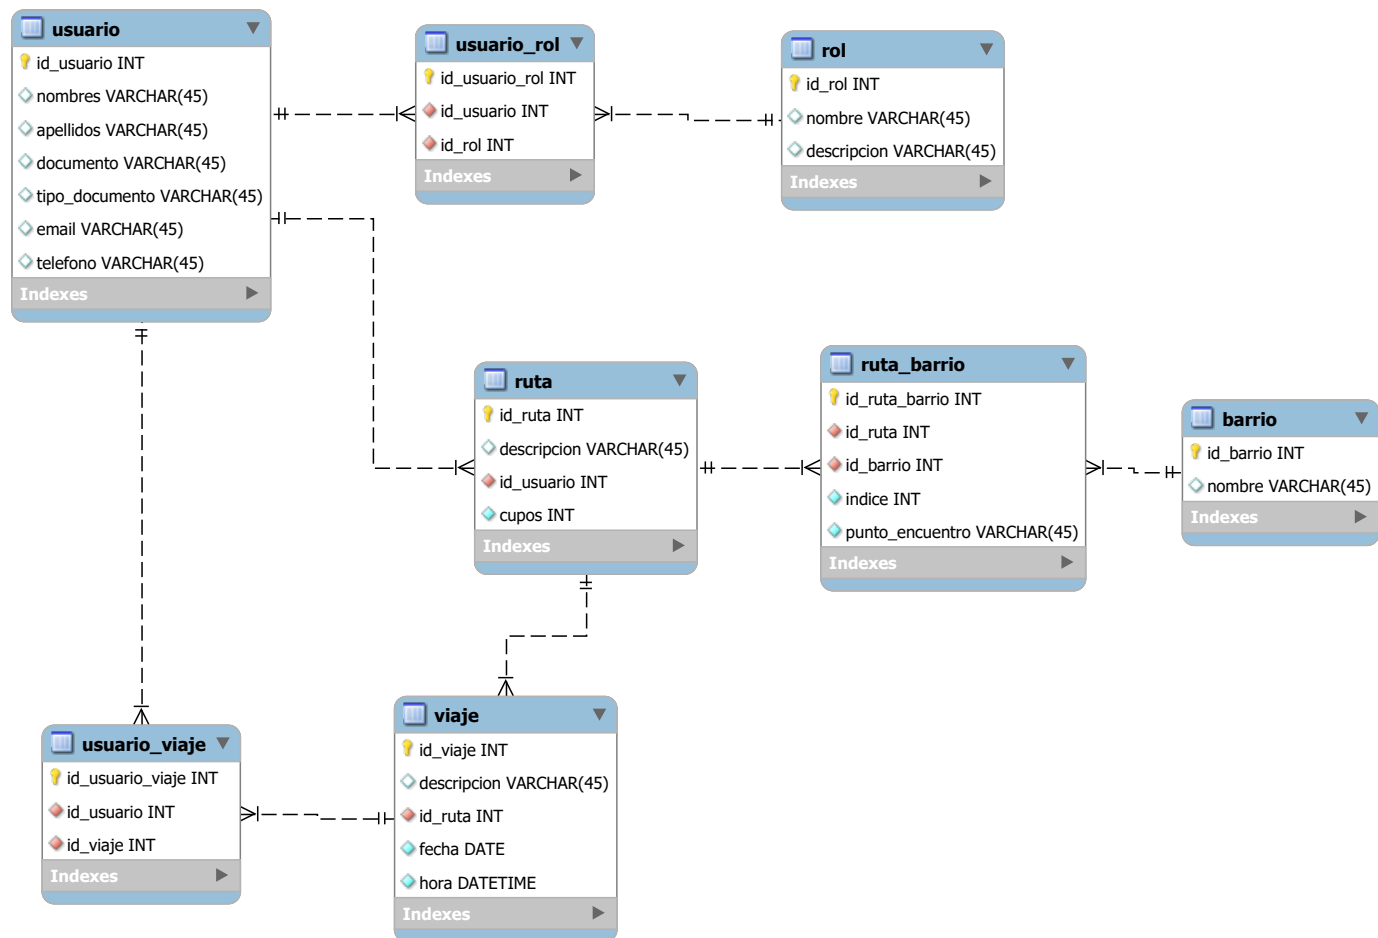 usuario
id_usuario INT
nombres VARCHAR(45)
apellidos VARCHAR(45)
documento VARCHAR(45)
tipo_documento VARCHAR(45)
email VARCHAR(45)
telefono VARCHAR(45)
Indexes
usuario_rol
id_usuario_rol INT
id_usuario INT
id_rol INT
Indexes
rol
id_rol INT
nombre VARCHAR(45)
descripcion VARCHAR(45)
Indexes
ruta
id_ruta INT
descripcion VARCHAR(45)
id_usuario INT
cupos INT
Indexes
ruta_barrio
id_ruta_barrio INT
id_ruta INT
id_barrio INT
indice INT
punto_encuentro VARCHAR(45)
Indexes
barrio
id_barrio INT
nombre VARCHAR(45)
Indexes
usuario_viaje
id_usuario_viaje INT
id_usuario INT
id_viaje INT
Indexes
viaje
id_viaje INT
descripcion VARCHAR(45)
id_ruta INT
fecha DATE
hora DATETIME
Indexes